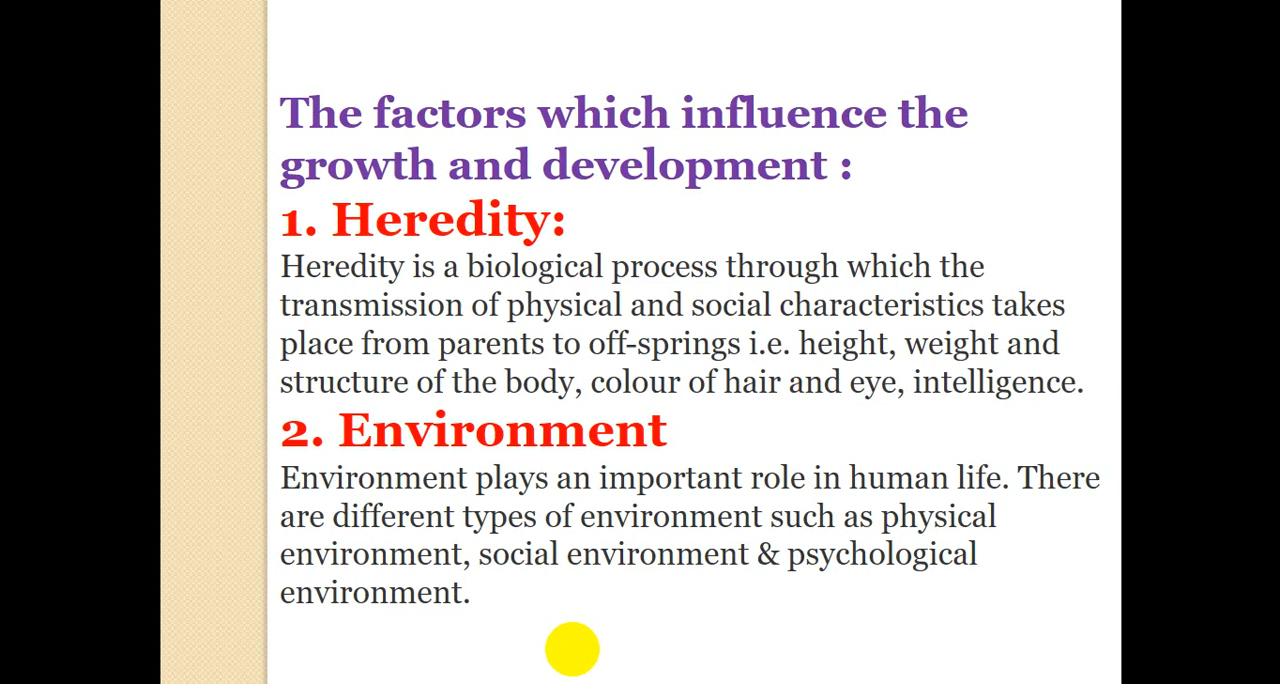 The factors which influence the
growth and development :
1. Heredity:
Heredity is a biological process through which the
transmission of physical and social characteristics takes
place from parents to off-springs i.e. height, weight and
structure of the body, colour of hair and eye, intelligence.
2. Environment
Environment plays an important role in human life. There
are different types of environment such as physical
environment, social environment & psychological
environment.